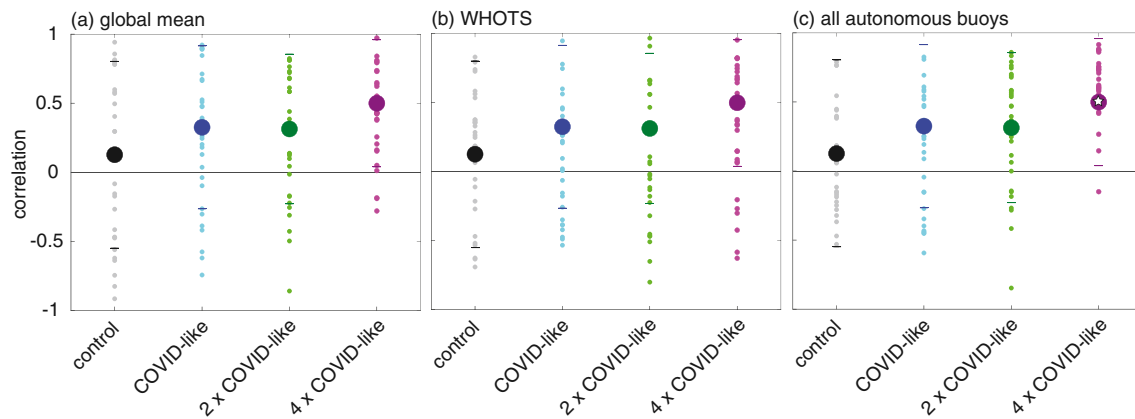 (a) global mean
(b) WHOTS
(c) all autonomous buoys
correlation
1
0.5
0
-0.5
-1
control
COVID-like
2 x COVID-like
4 x COVID-like
control
COVID-like
2 x COVID-like
4 x COVID-like
control
COVID-like
2 x COVID-like
4 x COVID-like